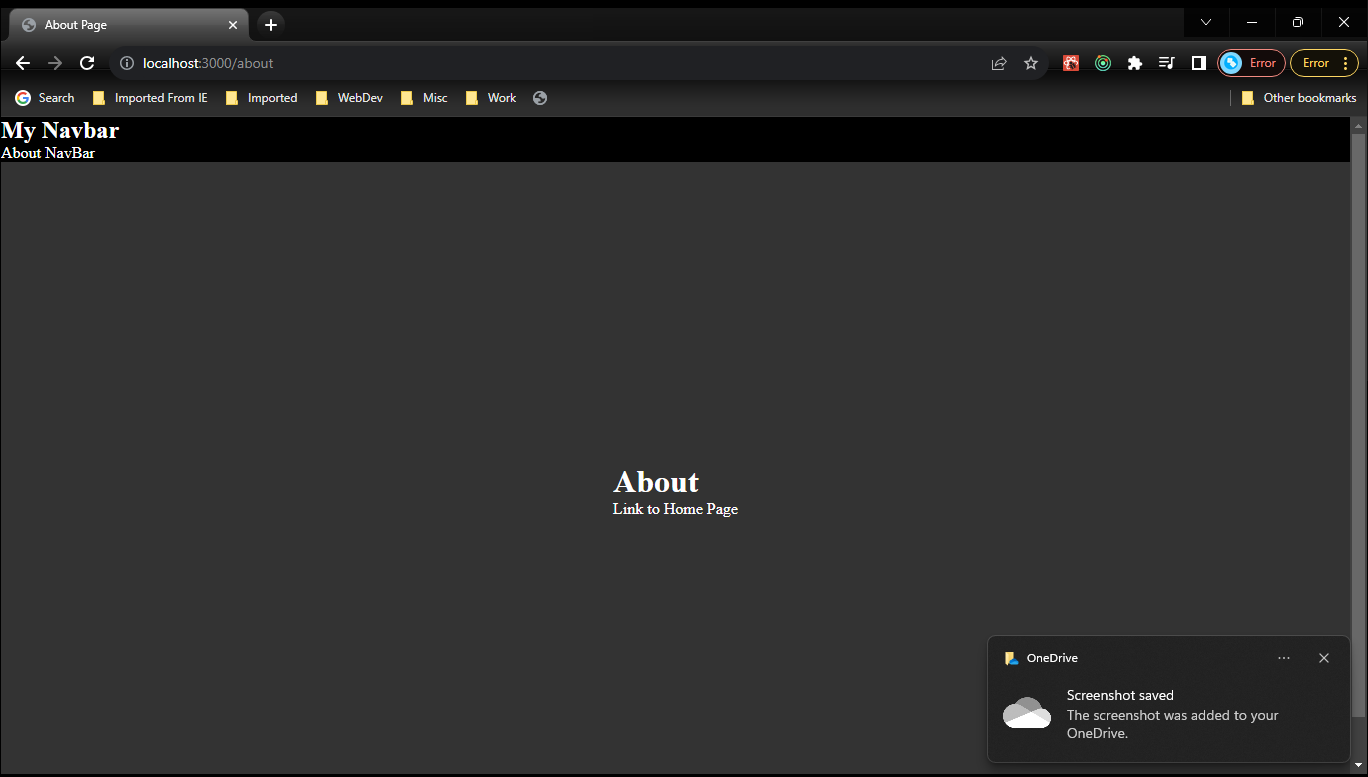 About Page
localhost:3000/about
Error
Error
Search
Imported From IE
Imported
WebDev
Misc
Work
Other bookmarks
My Navbar
About NavBar
About
Link to Home Page
OneDrive
Screenshot saved
The screenshot was added to your
OneDrive.